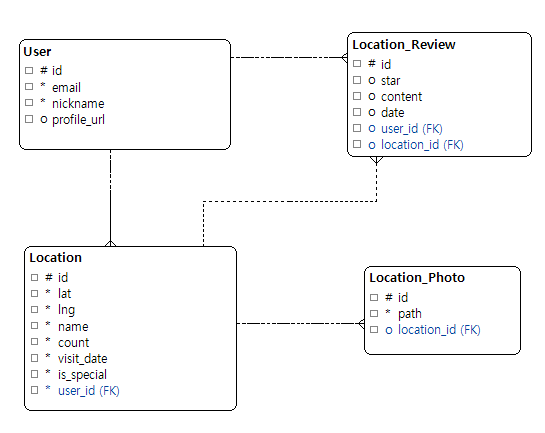 User
# id
* email
* nickname
o profile_url
Location_Review
# id
o star
o content
o date
o user_id (FK)
o location_id (FK)
Location
# id
* lat
* lng
* name
* count
* visit_date
* is_special
* user_id (FK)
Location_Photo
# id
* path
o location_id (FK)